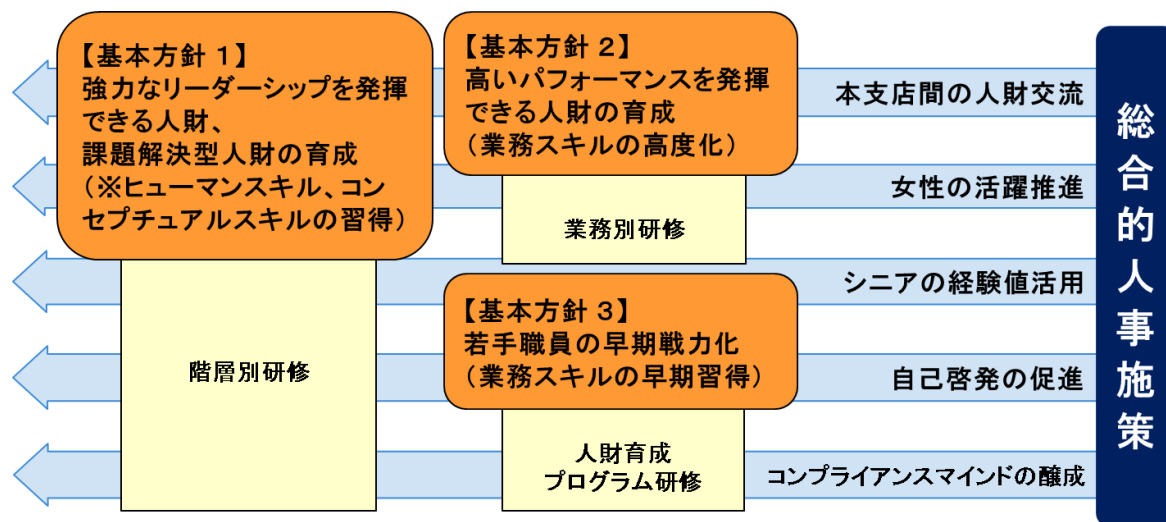 【基本方針 1】
強力なリーダーシップを発揮
できる人財、
課題解決型人財の育成
(※ヒューマンスキル、コン
セプチュアルスキルの習得)
階層別研修
【基本方針 2】
高いパフォーマンスを発揮
できる人財の育成
(業務スキルの高度化)
業務別研修
【基本方針 3】
若手職員の早期戦力化
(業務スキルの早期習得)
人財育成
プログラム研修
本支店間の人財交流
女性の活躍推進
シニアの経験値活用
自己啓発の促進
コンプライアンスマインドの醸成
総合的人事施策